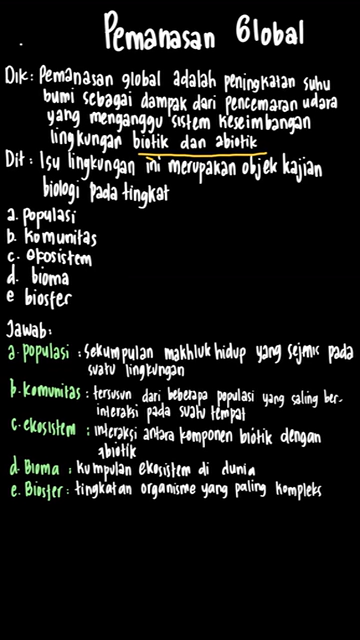 Pemanasan Global
Dik: Pemanasan global adalah peningkatan suhu
bumi sebagai dampak dari pencemaran udara
yang menganggu sistem keseimbangan
lingkungan biotik dan abiotik
Dit: Isu lingkungan ini merupakan objek kajian
biologi pada tingkat
a. populasi
b. komunitas
c. ekosistem
d. bioma
e biosfer
Jawab:
a. populasi : sekumpulan makhluk hidup yang sejenis pada
suatu lingkungan
b. komunitas : tersusun dari beberapa populasi yang saling ber-
interaksi pada suatu tempat
c. ekosistem : interaksi antara komponen biotik dengan
abiotik
d. Bioma : kumpulan ekosistem di dunia
e. Biosfer : tingkatan organisme yang paling kompleks